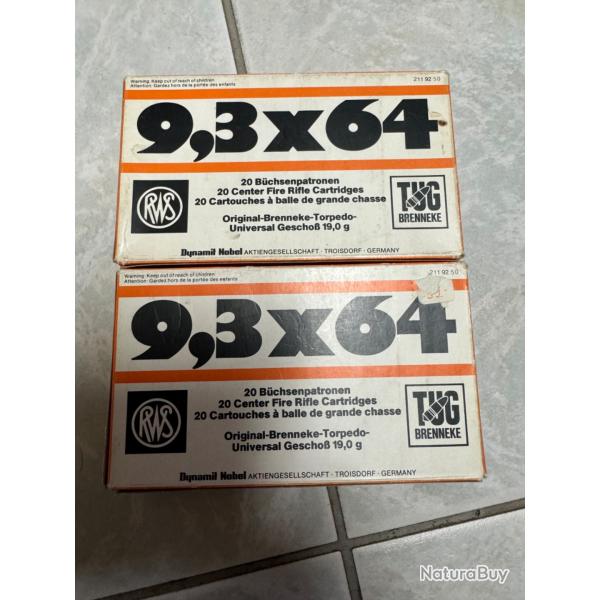 Warning: Keep out of reach of children
Attention: Gardez hors de la portée des enfants
211 92 50
9,3x64
RWS
20 Büchsenpatronen
20 Center Fire Rifle Cartridges
20 Cartouches à balle de grande chasse
Original-Brenneke-Torpedo-
Universal Geschoß 19,0 g
TUG
BRENNEKE
Dynamit Nobel AKTIENGESELLSCHAFT · TROISDORF · GERMANY
Warning: Keep out of reach of children
Attention: Gardez hors de la portée des enfants
211 92 50
9,3x64
RWS
20 Büchsenpatronen
20 Center Fire Rifle Cartridges
20 Cartouches à balle de grande chasse
Original-Brenneke-Torpedo-
Universal Geschoß 19,0 g
TUG
BRENNEKE
Dynamit Nobel AKTIENGESELLSCHAFT · TROISDORF · GERMANY
NaturaBuy